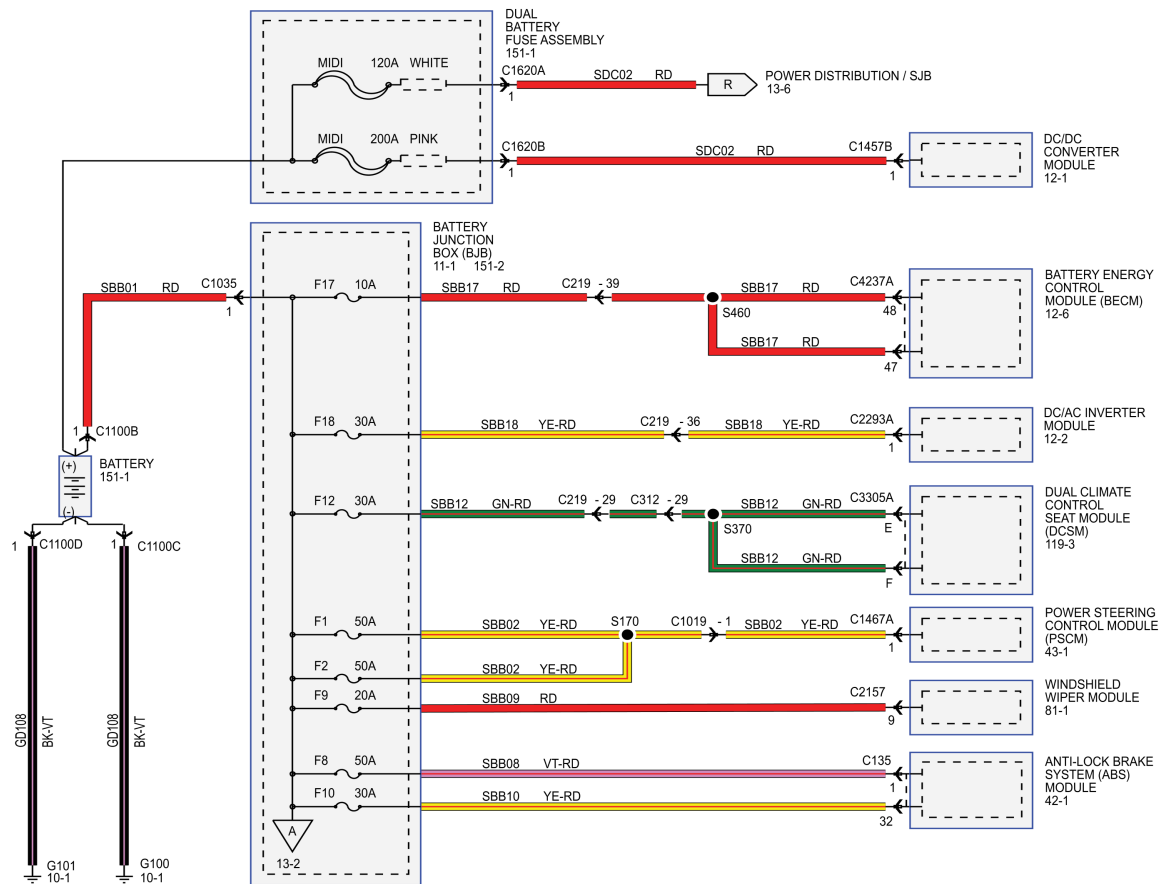 DUAL
BATTERY
FUSE ASSEMBLY
151-1
MIDI 120A WHITE
C1620A
1
SDC02 RD
R
POWER DISTRIBUTION / SJB
13-6
MIDI 200A PINK
C1620B
1
SDC02 RD
C1457B
1
DC/DC
CONVERTER
MODULE
12-1
BATTERY
JUNCTION
BOX (BJB)
11-1 151-2
SBB01 RD C1035
1
F17 10A
SBB17 RD C219 - 39
S460
SBB17 RD C4237A
48
SBB17 RD
47
BATTERY ENERGY
CONTROL
MODULE (BECM)
12-6
F18 30A
SBB18 YE-RD C219 - 36 SBB18 YE-RD C2293A
1
DC/AC INVERTER
MODULE
12-2
1 C1100B
(+)
(-)
BATTERY
151-1
F12 30A
SBB12 GN-RD C219 - 29 C312 - 29
S370
SBB12 GN-RD C3305A
E
SBB12 GN-RD
F
DUAL CLIMATE
CONTROL
SEAT MODULE
(DCSM)
119-3
1 C1100D
1 C1100C
F1 50A
SBB02 YE-RD S170 C1019 - 1 SBB02 YE-RD C1467A
1
POWER STEERING
CONTROL MODULE
(PSCM)
43-1
F2 50A
SBB02 YE-RD
F9 20A
SBB09 RD C2157
9
WINDSHIELD
WIPER MODULE
81-1
GD108 BK-VT
GD108 BK-VT
F8 50A
SBB08 VT-RD C135
1
F10 30A
SBB10 YE-RD
32
ANTI-LOCK BRAKE
SYSTEM (ABS)
MODULE
42-1
A
13-2
G101
10-1
G100
10-1